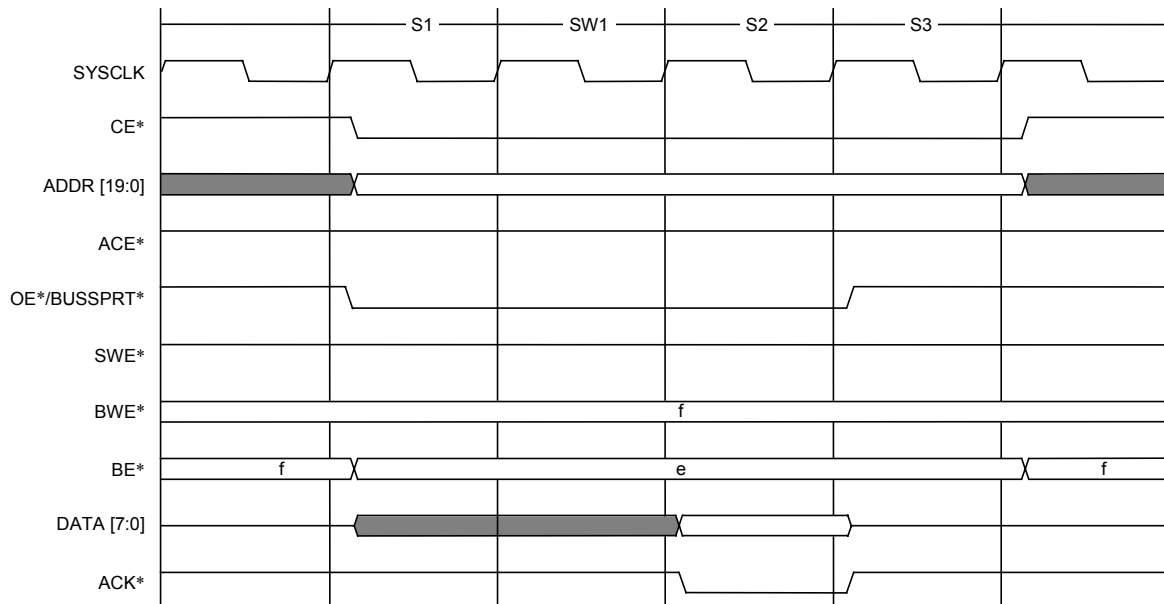 S1 SW1 S2 S3
SYSCLK
CE*
ADDR [19:0]
ACE*
OE*/BUSSPRT*
SWE*
BWE* f
BE* f e f
DATA [7:0]
ACK*